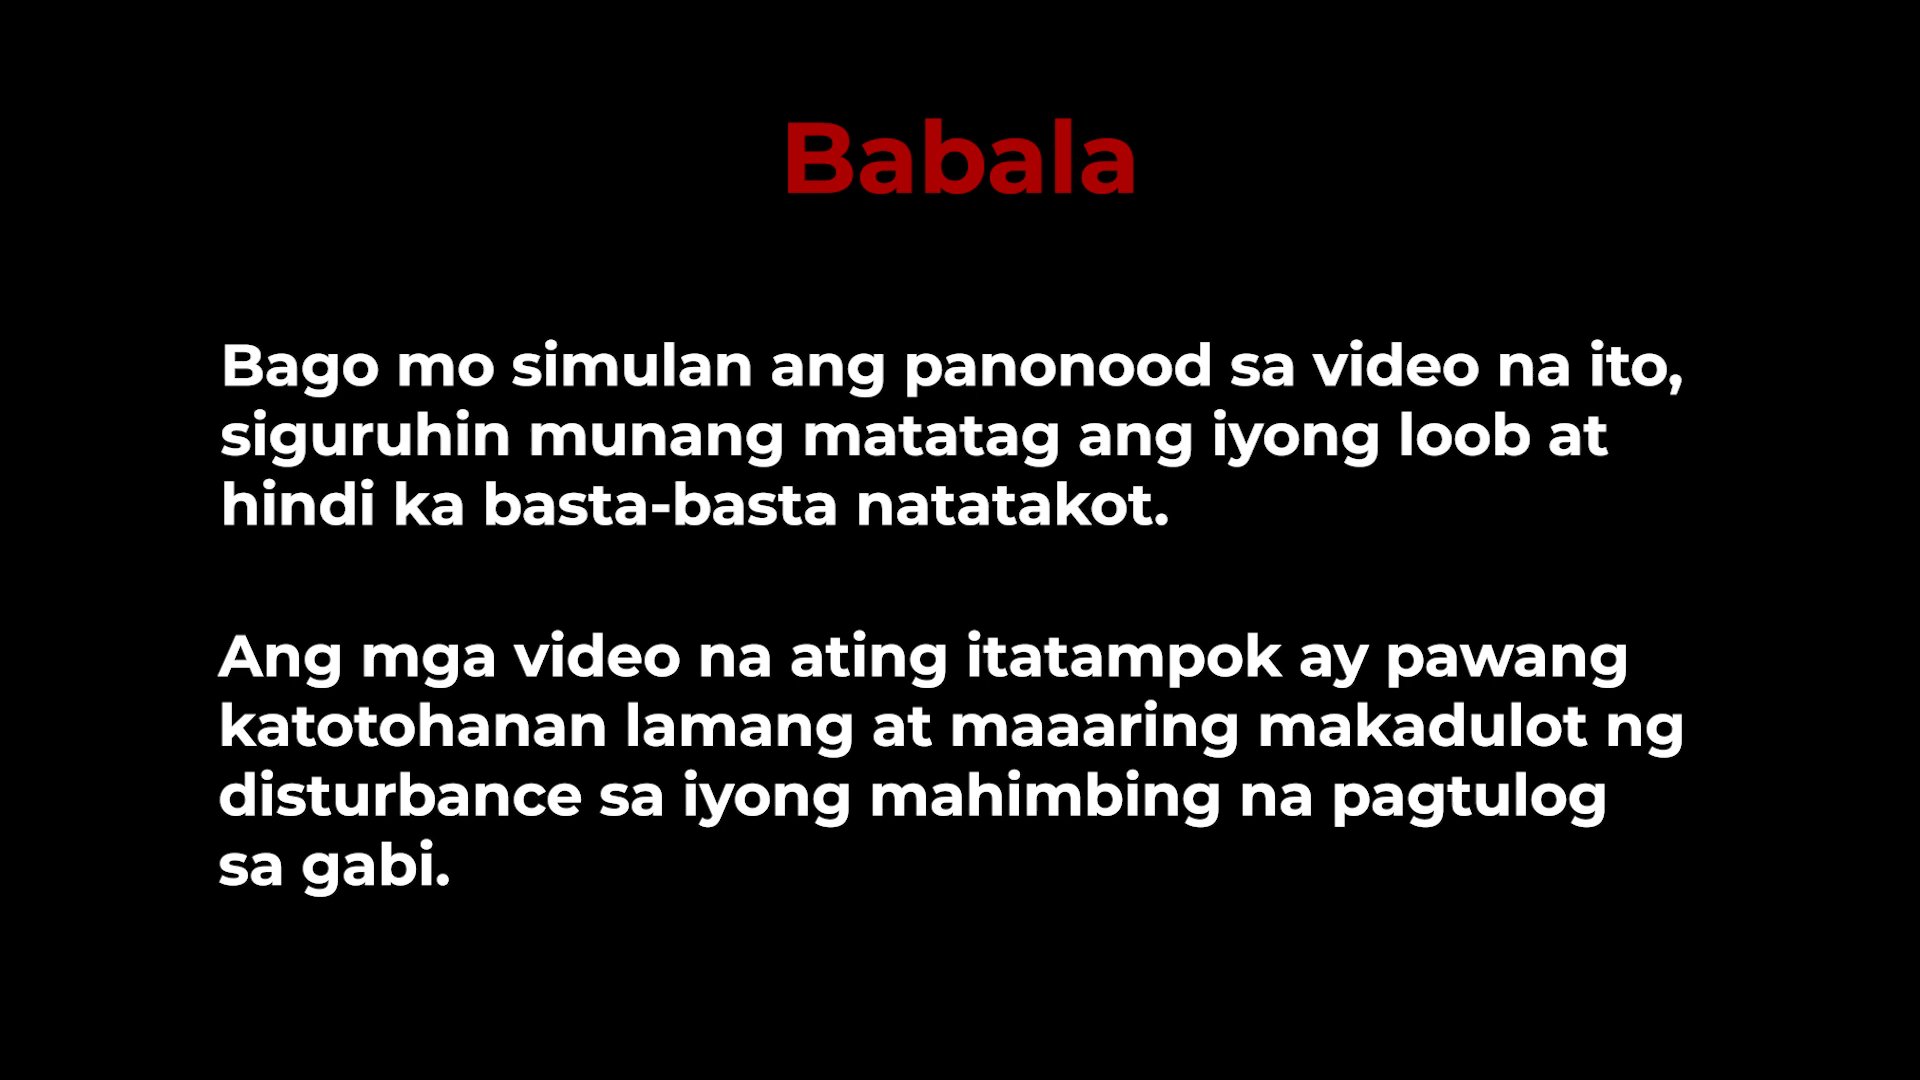 Babala
Bago mo simulan ang panonood sa video na ito,
siguruhin munang matatag ang iyong loob at
hindi ka basta-basta natatakot.
Ang mga video na ating itatampok ay pawang
katotohanan lamang at maaaring makadulot ng
disturbance sa iyong mahimbing na pagtulog
sa gabi.